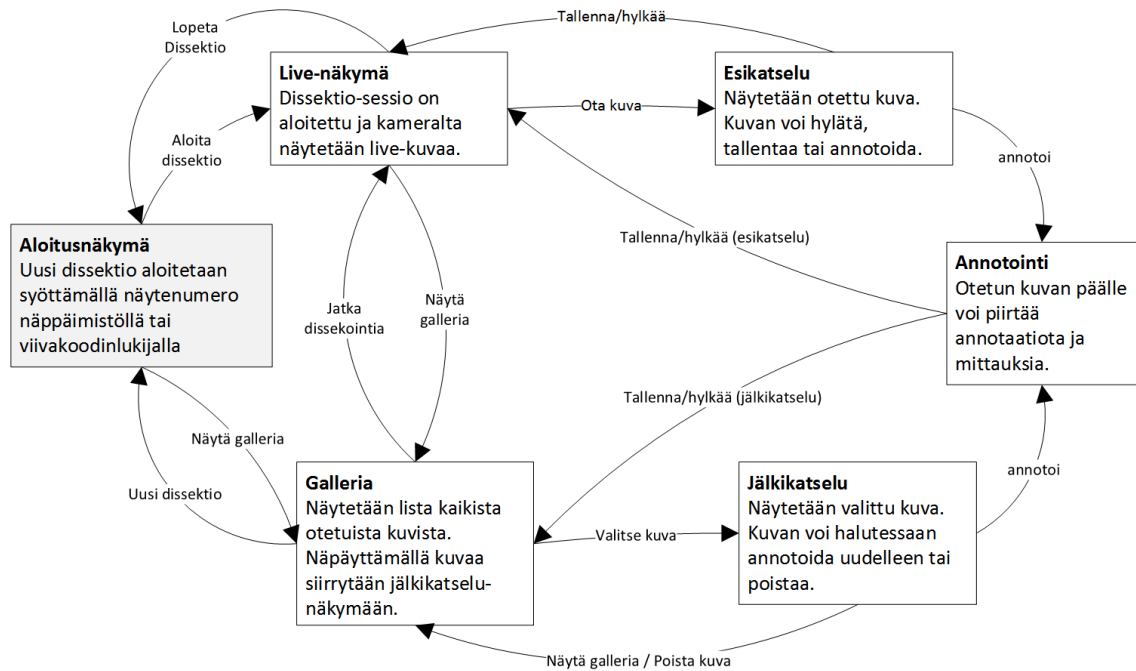 Tallenna/hylkää
Lopeta
Dissektio
Live-näkymä
Dissektio-sessio on
aloitettu ja kameralta
näytetään live-kuvaa.
Ota kuva
Esikatselu
Näytetään otettu kuva.
Kuvan voi hylätä,
tallentaa tai annotoida.
Aloita
dissektio
annotoi
Aloitusnäkymä
Uusi dissektio aloitetaan
syöttämällä näytenumero
näppäimistöllä tai
viivakoodinlukijalla
Tallenna/hylkää (esikatselu)
Annotointi
Otetun kuvan päälle
voi piirtää
annotaatiota ja
mittauksia.
Jatka
dissekointia
Näytä
galleria
Tallenna/hylkää (jälkikatselu)
Näytä galleria
Uusi dissektio
Galleria
Näytetään lista kaikista
otetuista kuvista.
Näpäyttämällä kuvaa
siirrytään jälkikatselu-
näkymään.
Valitse kuva
Jälkikatselu
Näytetään valittu kuva.
Kuvan voi halutessaan
annotoida uudelleen tai
poistaa.
annotoi
Näytä galleria / Poista kuva